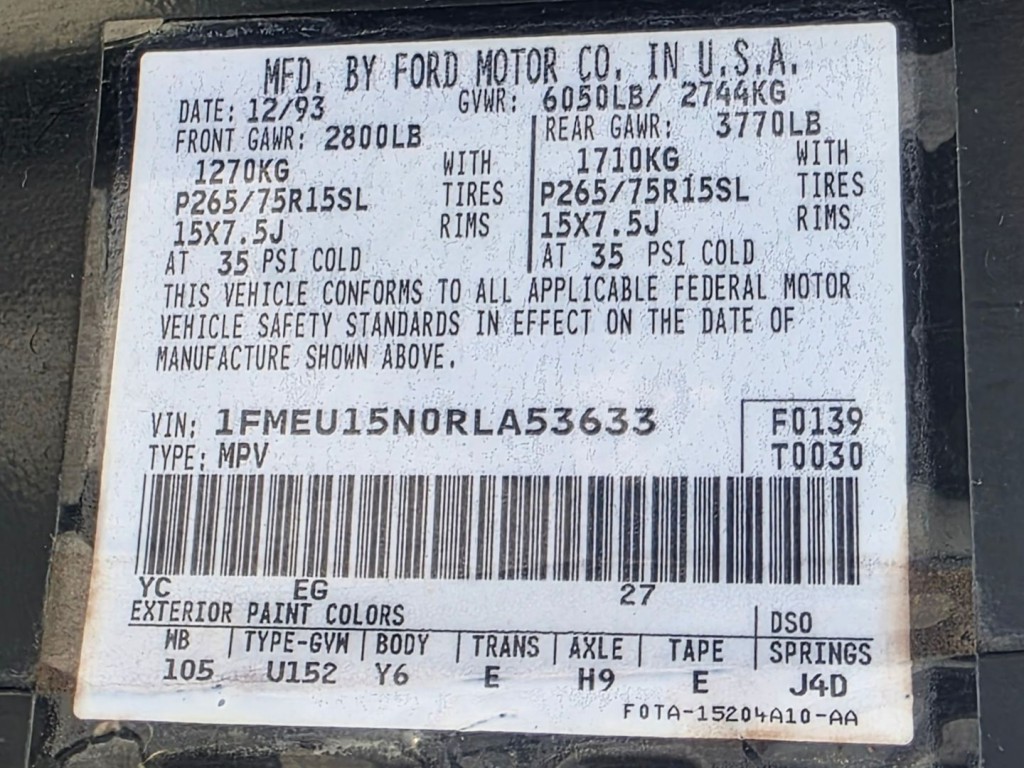 MFD. BY FORD MOTOR CO. IN U.S.A.
DATE: 12/93 GVWR: 6050LB/ 2744KG
FRONT GAWR: 2800LB REAR GAWR: 3770LB
1270KG WITH 1710KG WITH
P265/75R15SL TIRES P265/75R15SL TIRES
15X7.5J RIMS 15X7.5J RIMS
AT 35 PSI COLD AT 35 PSI COLD
THIS VEHICLE CONFORMS TO ALL APPLICABLE FEDERAL MOTOR
VEHICLE SAFETY STANDARDS IN EFFECT ON THE DATE OF
MANUFACTURE SHOWN ABOVE.
VIN: 1FMEU15N0RLA53633 F0139
TYPE: MPV T0030
YC EG 27
EXTERIOR PAINT COLORS DSO
WB TYPE-GVW BODY TRANS AXLE TAPE SPRINGS
105 U152 Y6 E H9 E J4D
F0TA-15204A10-AA